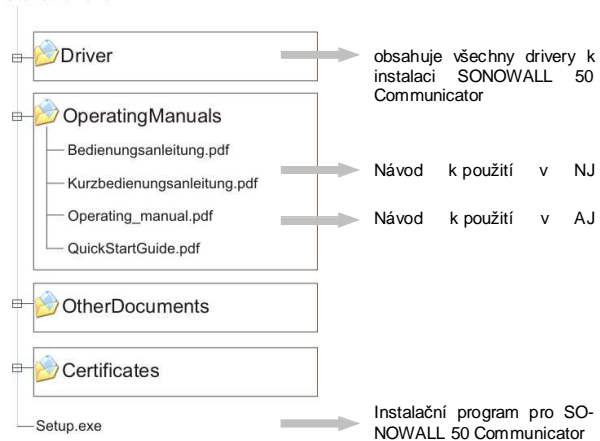 Driver
obsahuje všechny drivery k
instalaci SONOWALL 50
Communicator
OperatingManuals
Bedienungsanleitung.pdf
Kurzbedienungsanleitung.pdf
Návod k použití v NJ
Operating_manual.pdf
Návod k použití v AJ
QuickStartGuide.pdf
OtherDocuments
Certificates
Setup.exe
Instalační program pro SO-
NOWALL 50 Communicator